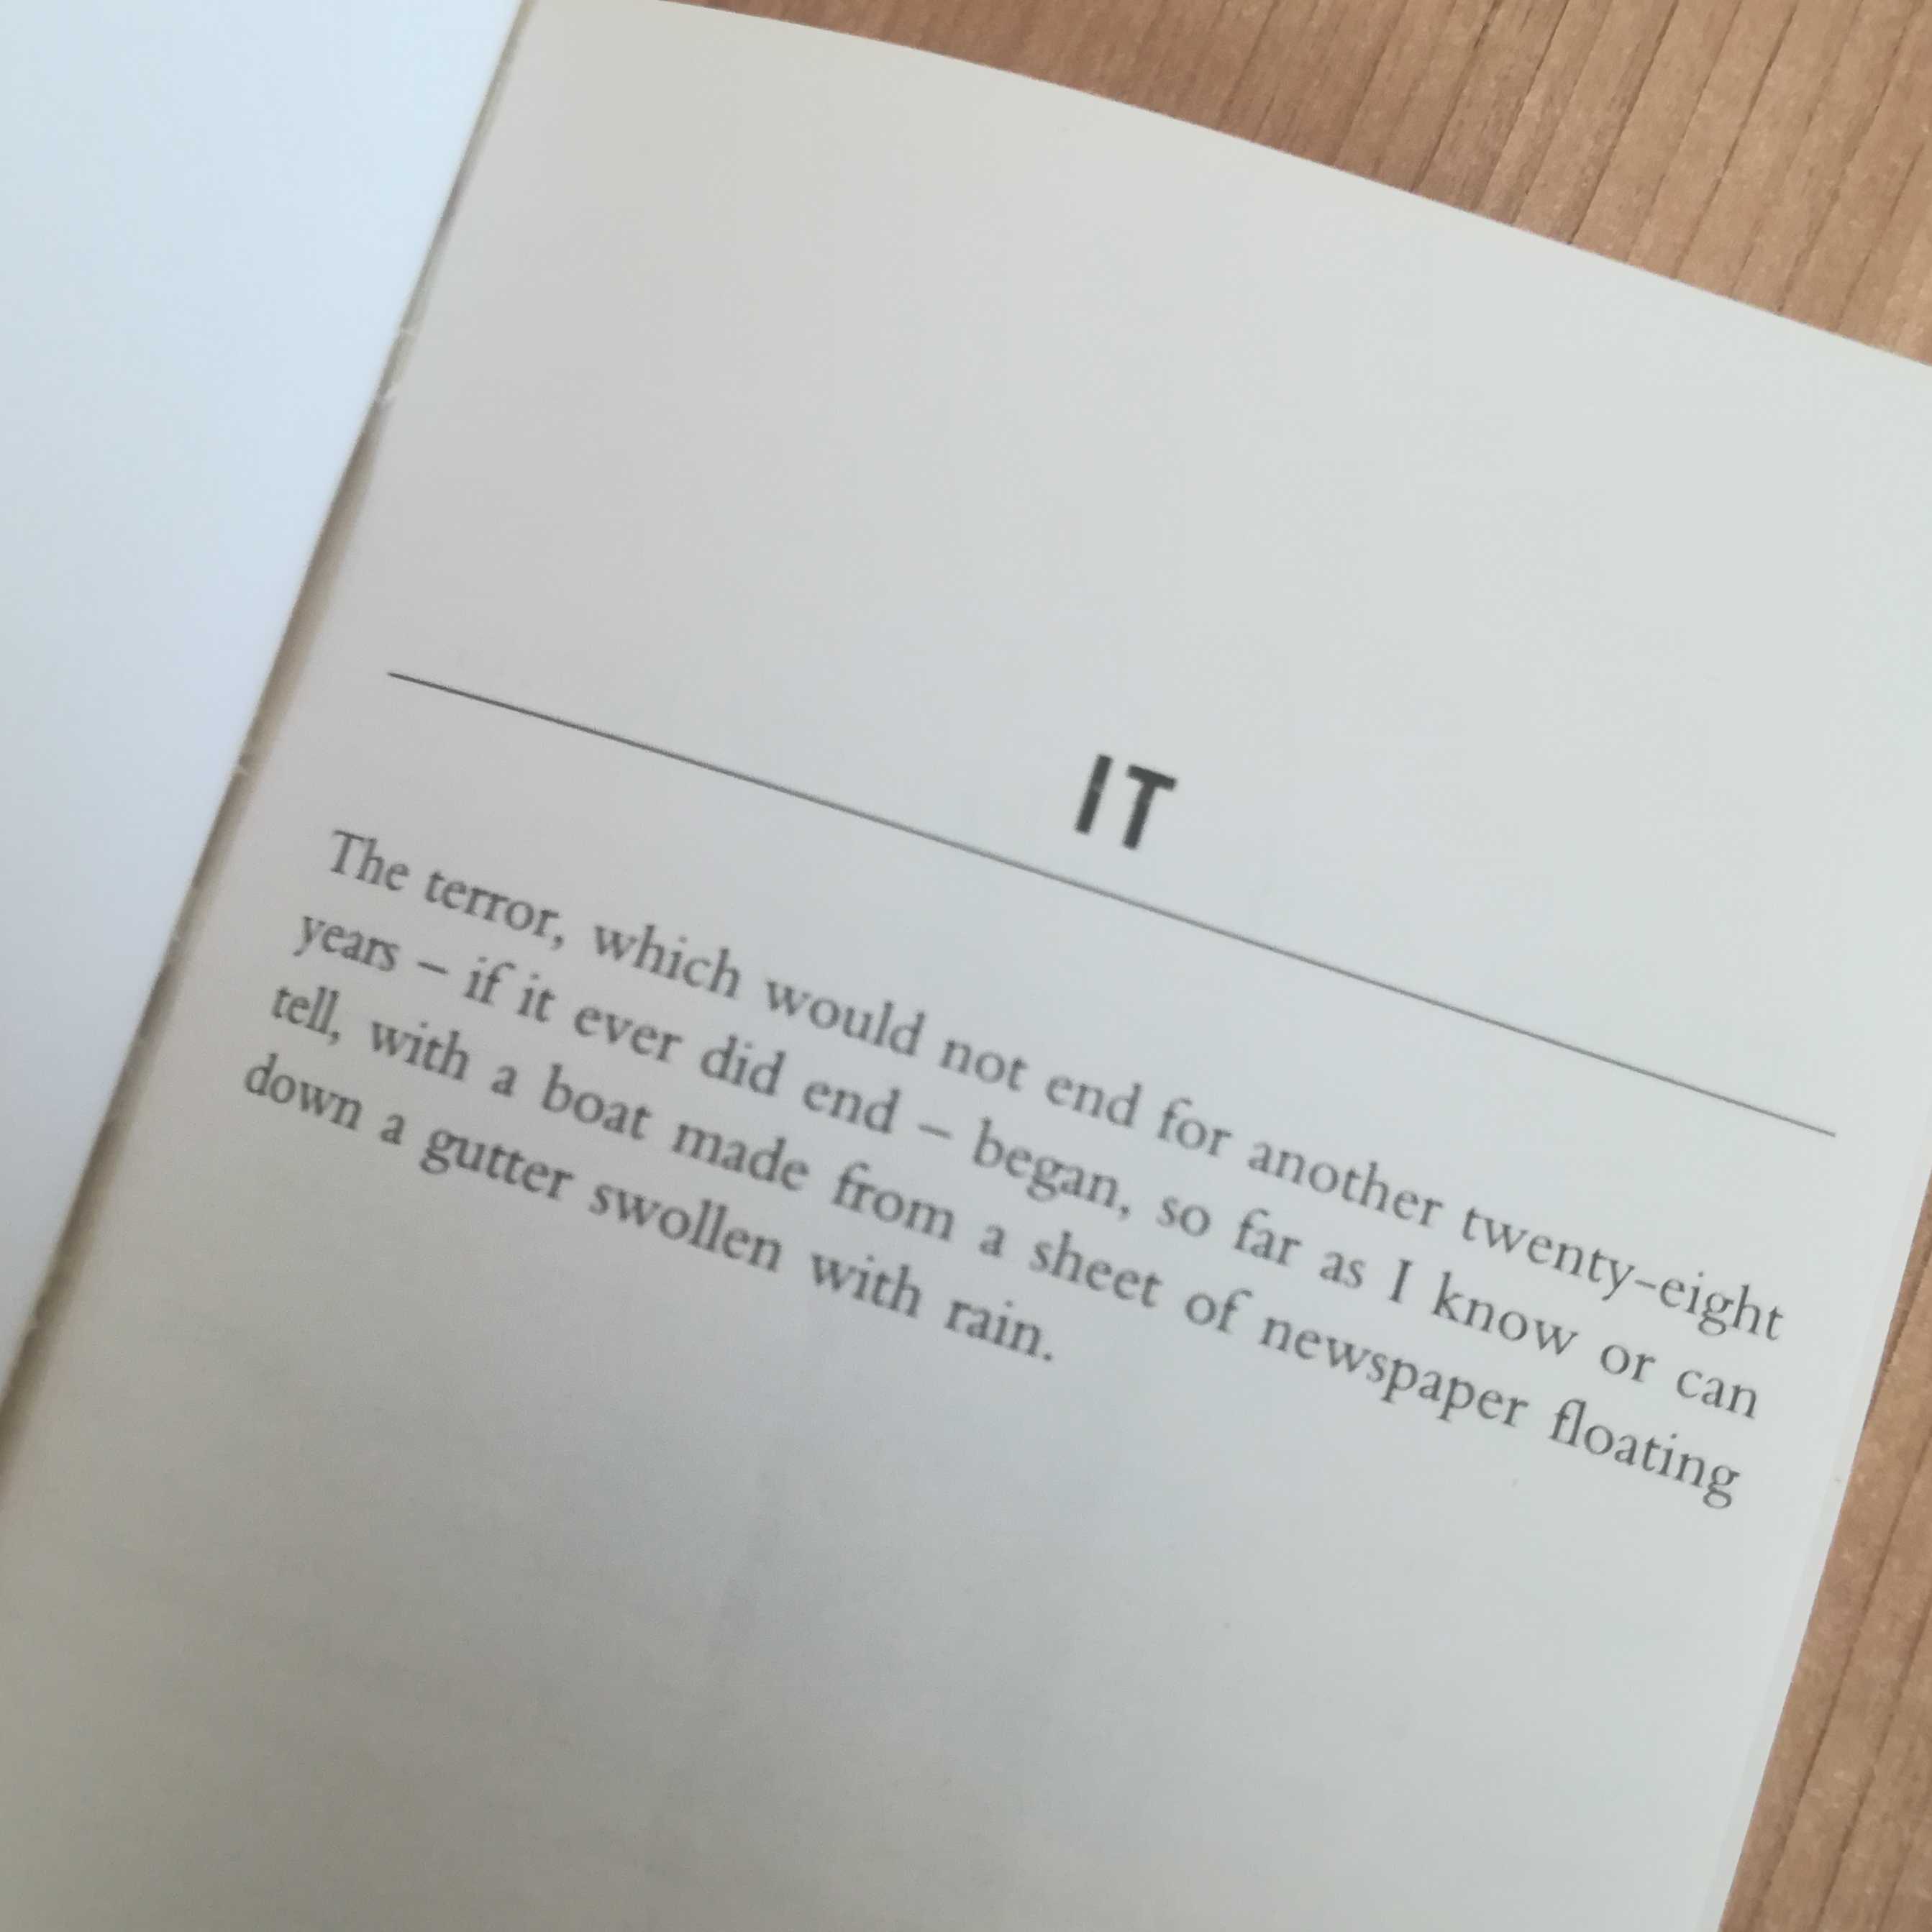 IT
The terror, which would not end for another twenty-eight
years – if it ever did end – began, so far as I know or can
tell, with a boat made from a sheet of newspaper floating
down a gutter swollen with rain.